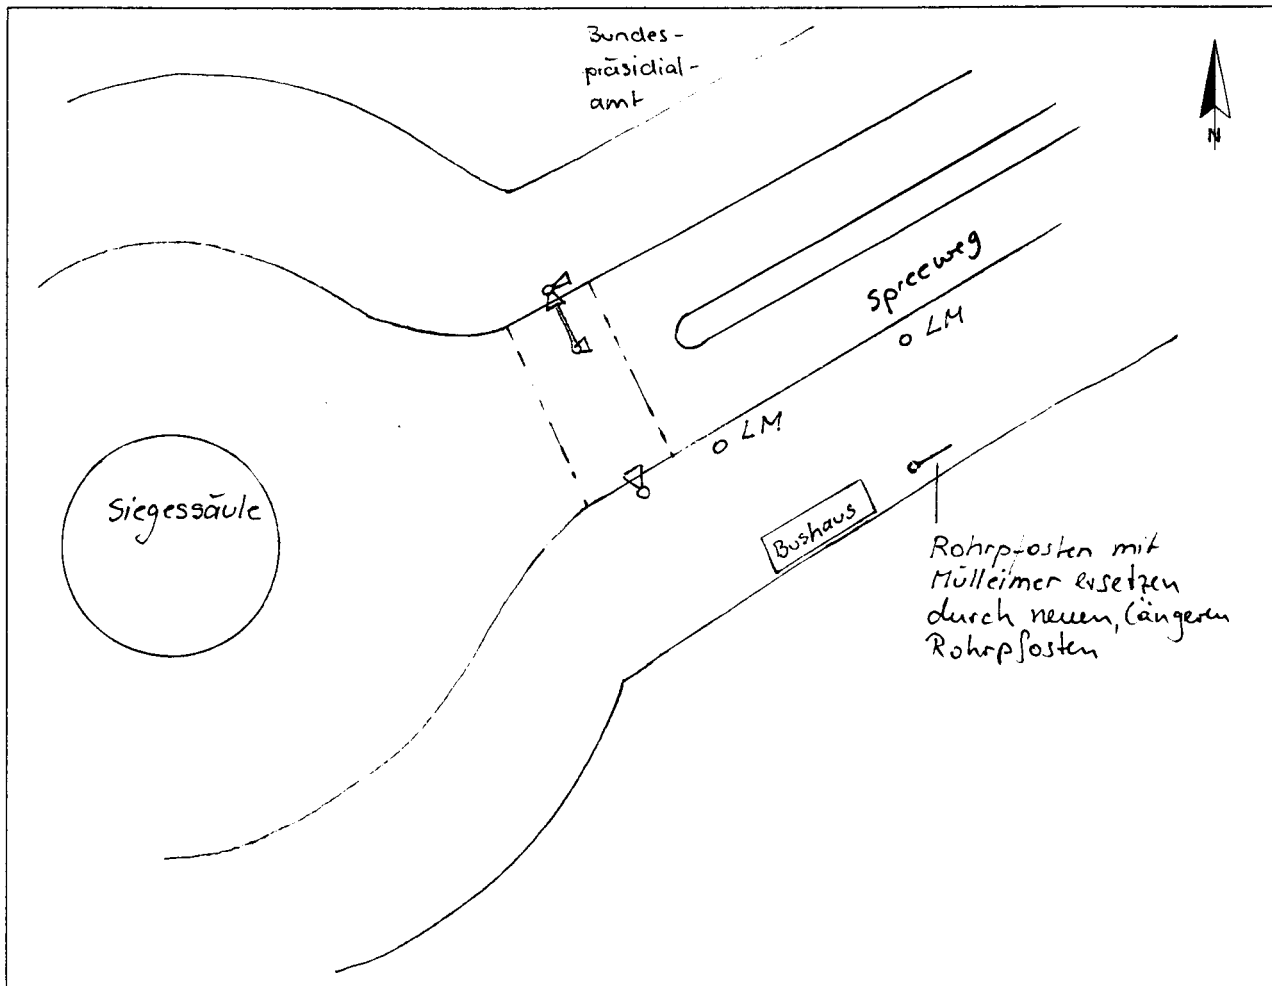 Bundes-
präsidial-
amt
N
Spreeweg
LM
LM
Siegessäule
Bushaus
Rohrpfosten mit
Mülleimer ersetzen
durch neuen, längeren
Rohrpfosten